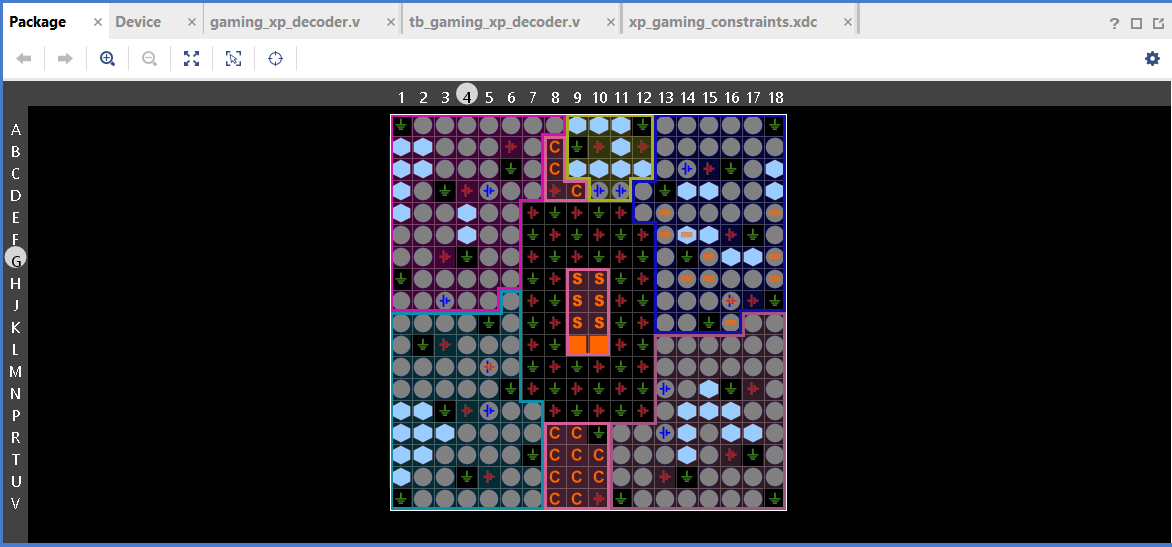 Package × Device × gaming_xp_decoder.v × tb_gaming_xp_decoder.v × xp_gaming_constraints.xdc × ?
1 2 3 4 5 6 7 8 9 10 11 12 13 14 15 16 17 18
A
B C
C C
D C
E
F
G
H S S
J S S
K S S
L
M
N
P
R C C
T C C C
U C C C
V C C